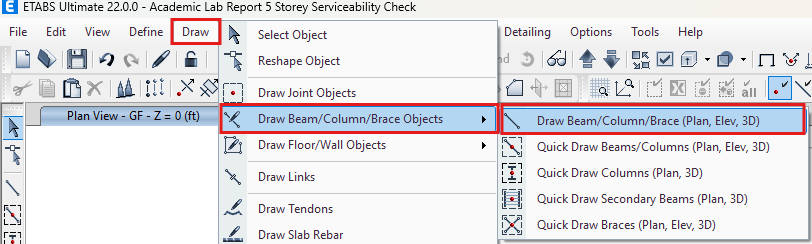 ETABS Ultimate 22.0.0 - Academic Lab Report 5 Storey Serviceability Check
File Edit View Define Draw Detailing Options Tools Help
Select Object
Reshape Object
Draw Joint Objects
Plan View - GF - Z = 0 (ft) Draw Beam/Column/Brace Objects Draw Beam/Column/Brace (Plan, Elev, 3D)
Draw Floor/Wall Objects Quick Draw Beams/Columns (Plan, Elev, 3D)
Draw Links Quick Draw Columns (Plan, 3D)
Draw Tendons Quick Draw Secondary Beams (Plan, 3D)
Draw Slab Rebar Quick Draw Braces (Plan, Elev, 3D)